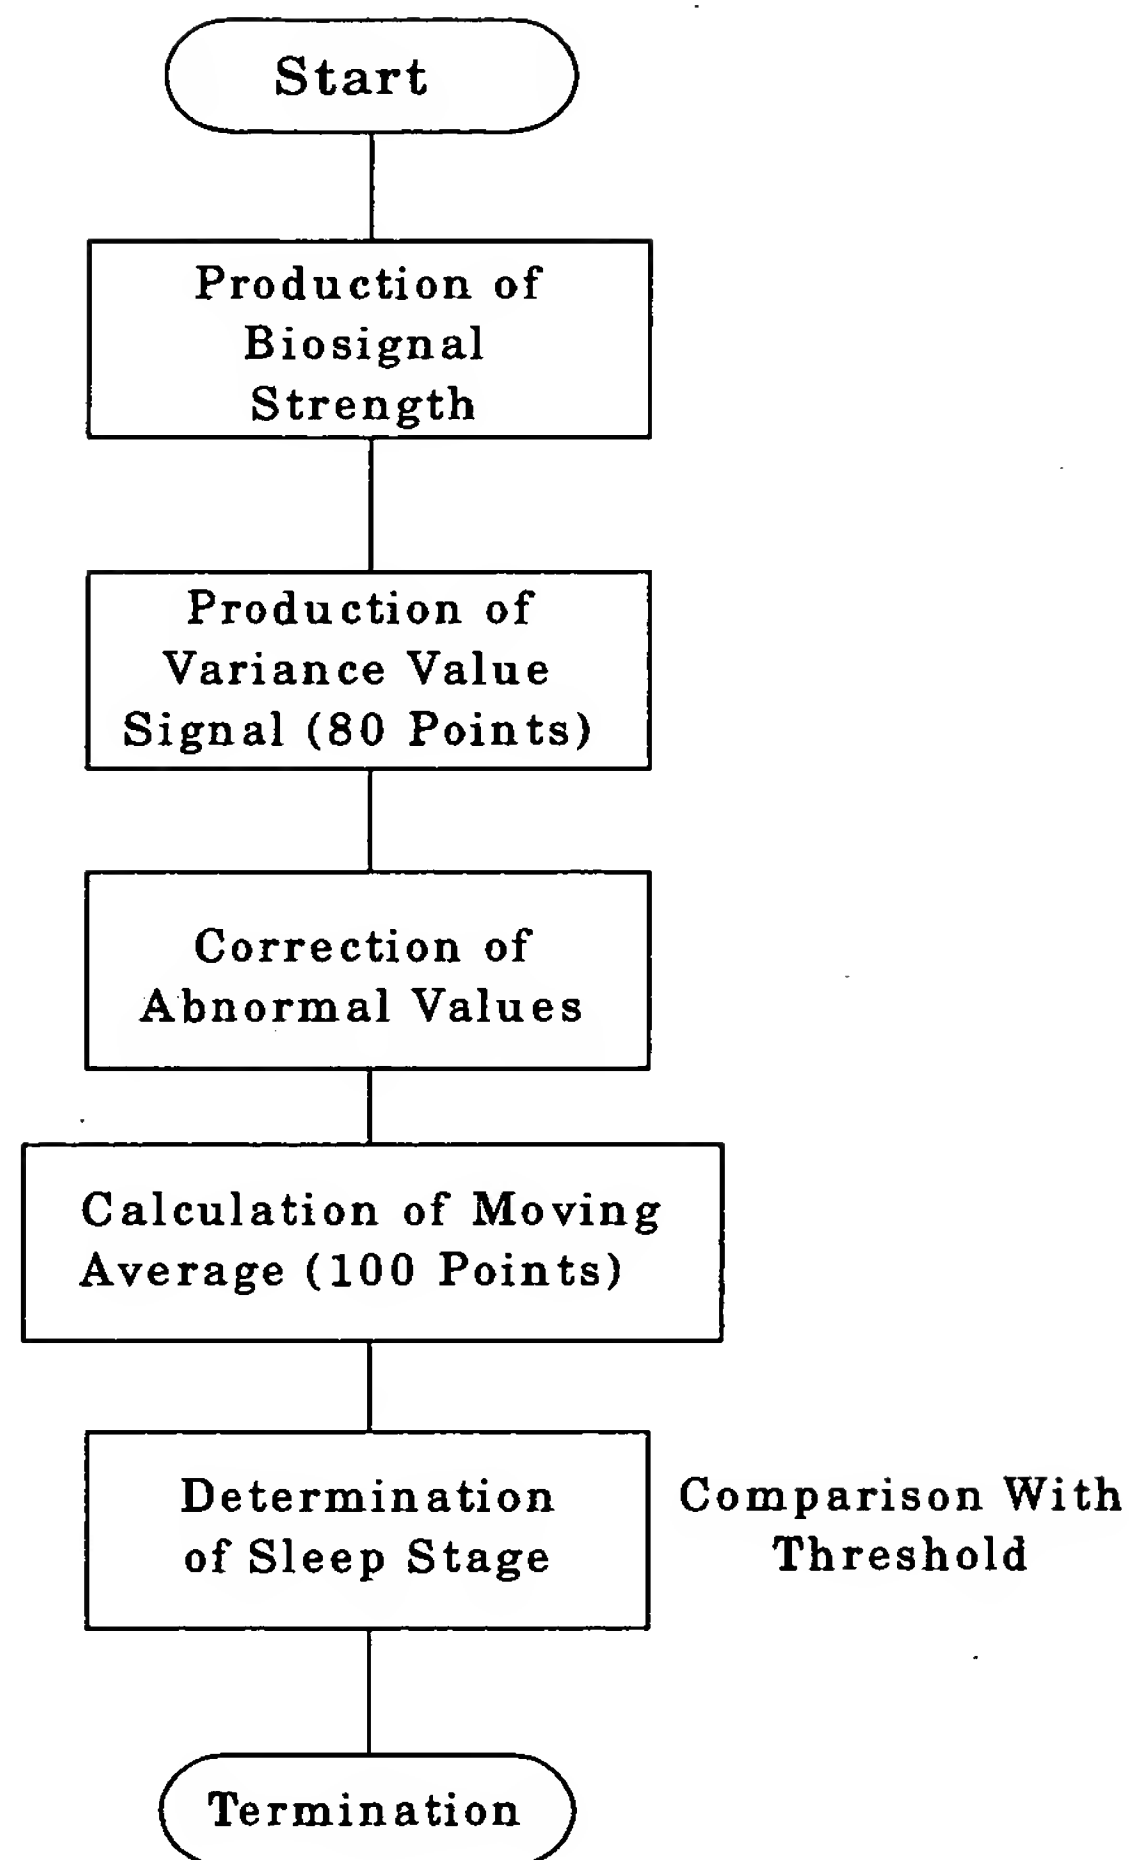 Start
Production of
Biosignal
Strength
Production of
Variance Value
Signal (80 Points)
Correction of
Abnormal Values
Calculation of Moving
Average (100 Points)
Determination
of Sleep Stage
Comparison With
Threshold
Termination